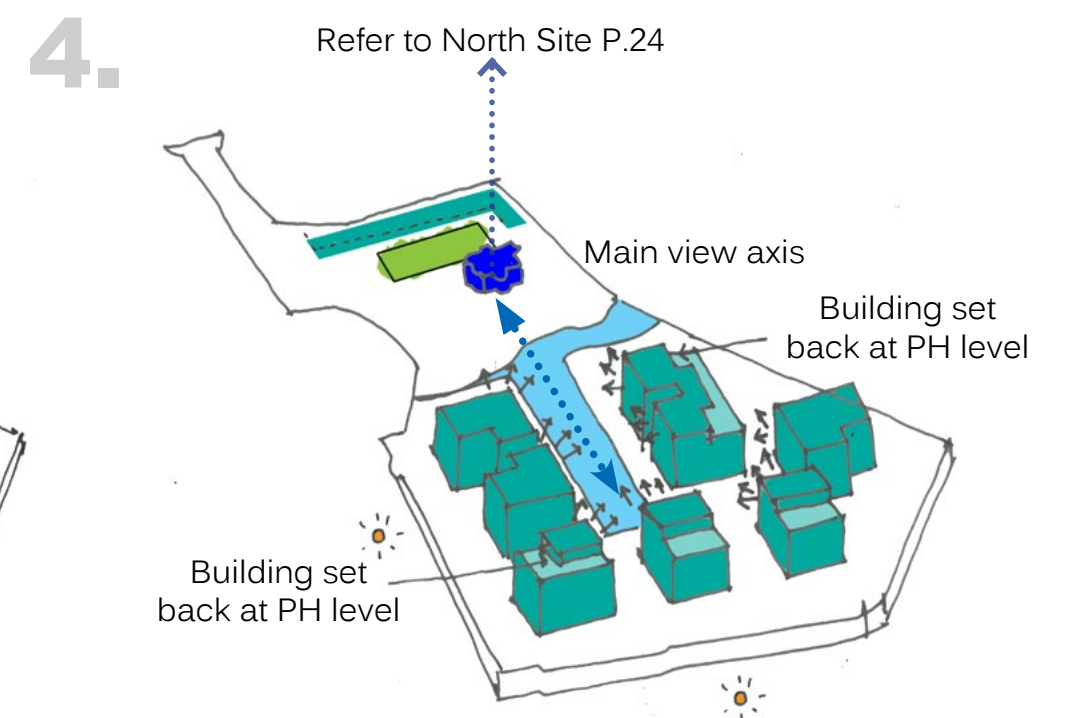 4.
Refer to North Site P.24
Main view axis
Building set
back at PH level
Building set
back at PH level